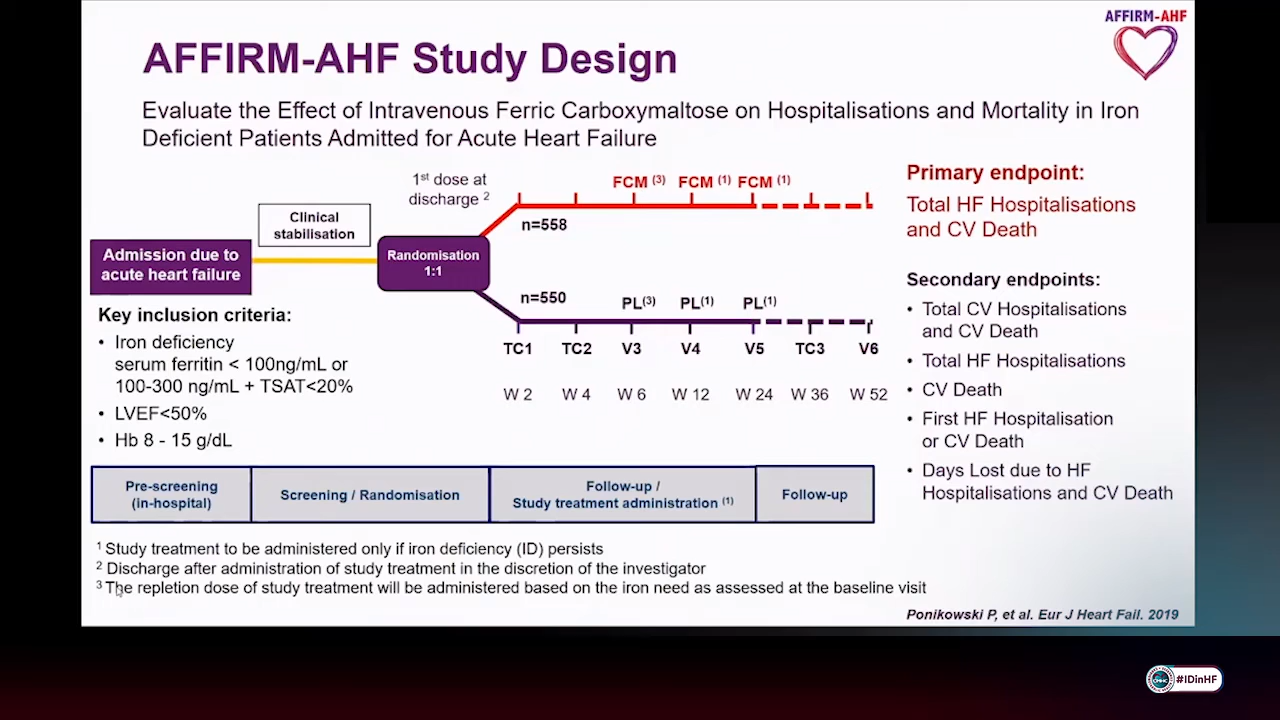 AFFIRM-AHF
AFFIRM-AHF Study Design
Evaluate the Effect of Intravenous Ferric Carboxymaltose on Hospitalisations and Mortality in Iron
Deficient Patients Admitted for Acute Heart Failure
1st dose at
discharge 2
FCM (3) FCM (1) FCM (1)
Clinical
stabilisation
n=558
Admission due to
acute heart failure
Randomisation
1:1
n=550
PL(3) PL(1) PL(1)
TC1 TC2 V3 V4 V5 TC3 V6
W 2 W 4 W 6 W 12 W 24 W 36 W 52
Key inclusion criteria:
• Iron deficiency
serum ferritin < 100ng/mL or
100-300 ng/mL + TSAT<20%
• LVEF<50%
• Hb 8 - 15 g/dL
Primary endpoint:
Total HF Hospitalisations
and CV Death
Secondary endpoints:
• Total CV Hospitalisations
and CV Death
• Total HF Hospitalisations
• CV Death
• First HF Hospitalisation
or CV Death
• Days Lost due to HF
Hospitalisations and CV Death
Pre-screening
(in-hospital)
Screening / Randomisation
Follow-up /
Study treatment administration (1)
Follow-up
1 Study treatment to be administered only if iron deficiency (ID) persists
2 Discharge after administration of study treatment in the discretion of the investigator
3 The repletion dose of study treatment will be administered based on the iron need as assessed at the baseline visit
Ponikowski P, et al. Eur J Heart Fail. 2019
#IDinHF